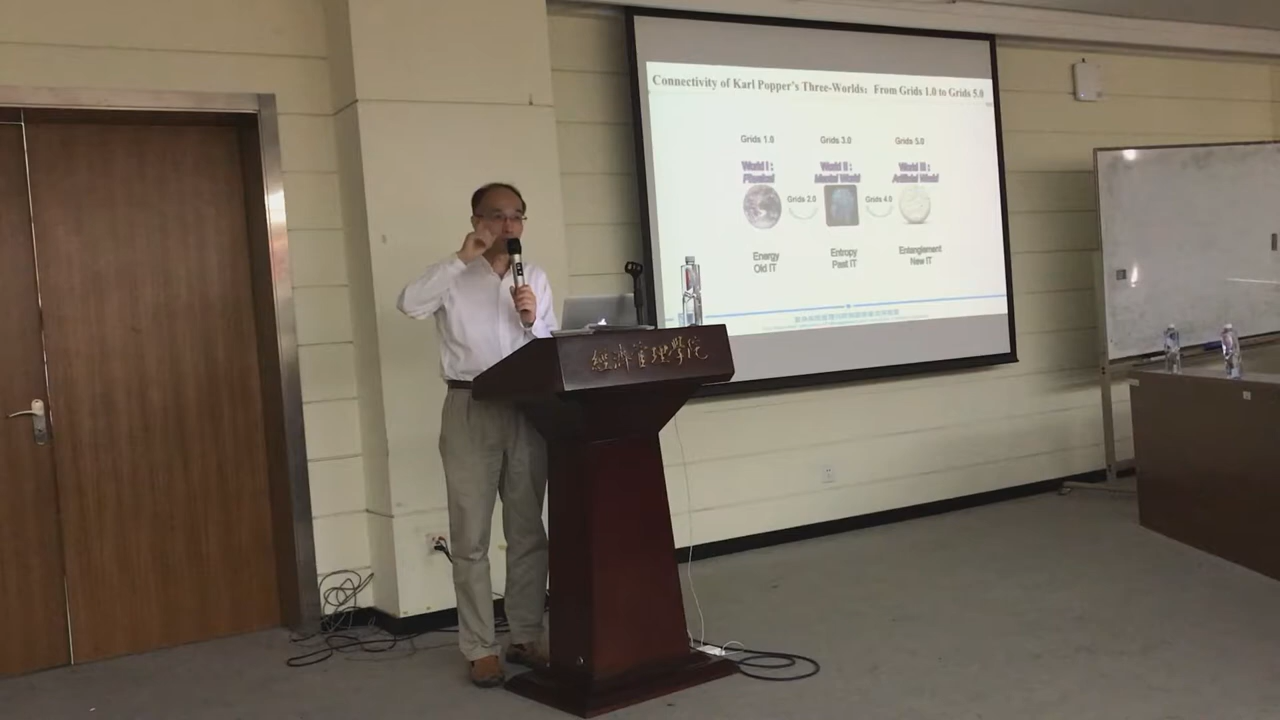 Connectivity of Karl Popper's Three-Worlds: From Grids 1.0 to Grids 5.0
Grids 1.0
Grids 3.0
Grids 5.0
World I :
Physical
World II :
Mental World
World III :
Artificial World
Grids 2.0
Grids 4.0
Energy
Old IT
Entropy
Past IT
Entanglement
New IT
經濟管理學院